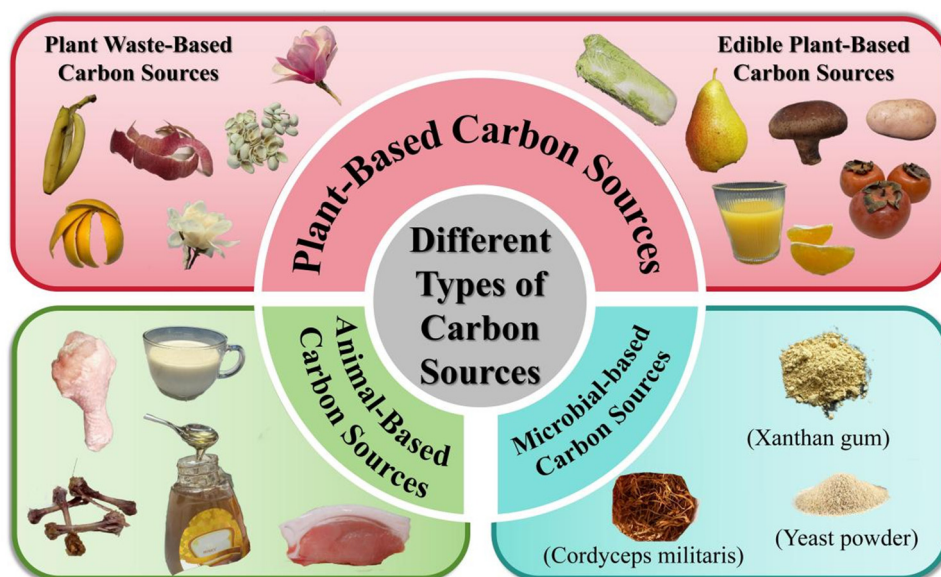 Plant Waste-Based
Carbon Sources
Edible Plant-Based
Carbon Sources
Plant-Based Carbon Sources
Different
Types of
Carbon
Sources
Animal-Based
Carbon Sources
Microbial-based
Carbon Sources
(Xanthan gum)
(Cordyceps militaris)
(Yeast powder)